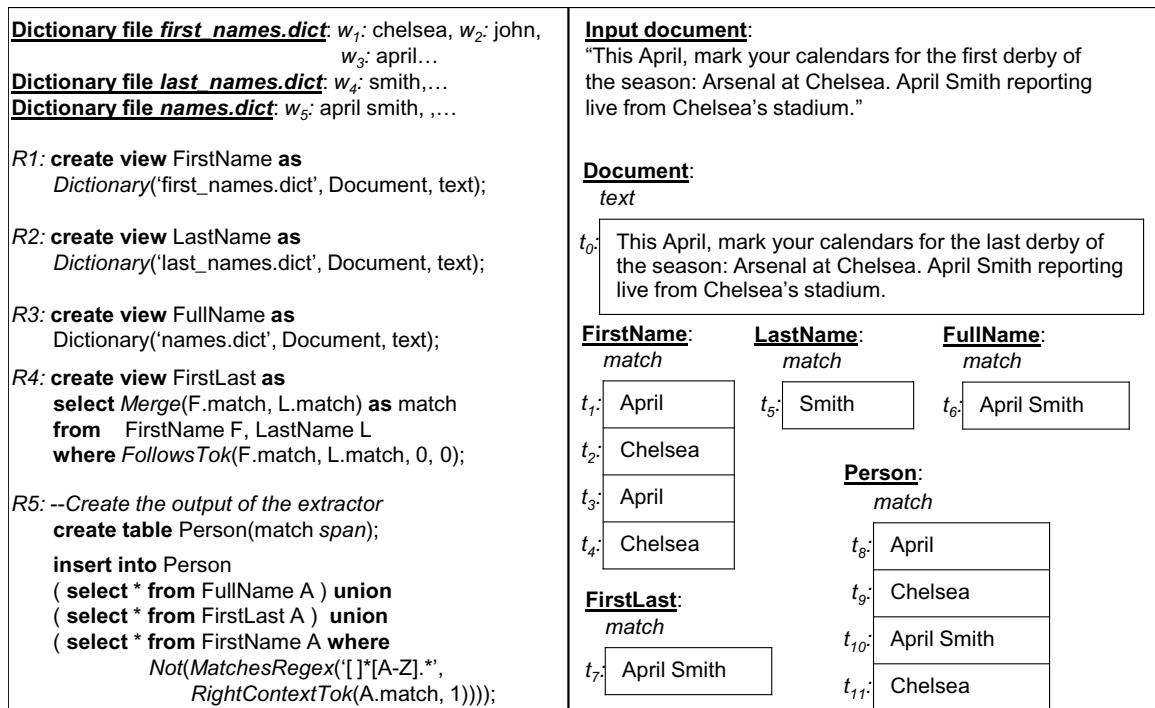 Dictionary file first_names.dict: w1: chelsea, w2: john,
w3: april…
Dictionary file last_names.dict: w4: smith,…
Dictionary file names.dict: w5: april smith, ,…
R1: create view FirstName as
Dictionary(‘first_names.dict’, Document, text);
R2: create view LastName as
Dictionary(‘last_names.dict’, Document, text);
R3: create view FullName as
Dictionary(‘names.dict’, Document, text);
R4: create view FirstLast as
select Merge(F.match, L.match) as match
from FirstName F, LastName L
where FollowsTok(F.match, L.match, 0, 0);
R5: --Create the output of the extractor
create table Person(match span);
insert into Person
( select * from FullName A ) union
( select * from FirstLast A ) union
( select * from FirstName A where
Not(MatchesRegex(‘[ ]*[A-Z].*’,
RightContextTok(A.match, 1))));
Input document:
“This April, mark your calendars for the first derby of
the season: Arsenal at Chelsea. April Smith reporting
live from Chelsea’s stadium.”
Document:
text
t0: This April, mark your calendars for the last derby of
the season: Arsenal at Chelsea. April Smith reporting
live from Chelsea’s stadium.
FirstName:
match
t1: April
t2: Chelsea
t3: April
t4: Chelsea
LastName:
match
t5: Smith
FullName:
match
t6: April Smith
FirstLast:
match
t7: April Smith
Person:
match
t8: April
t9: Chelsea
t10: April Smith
t11: Chelsea